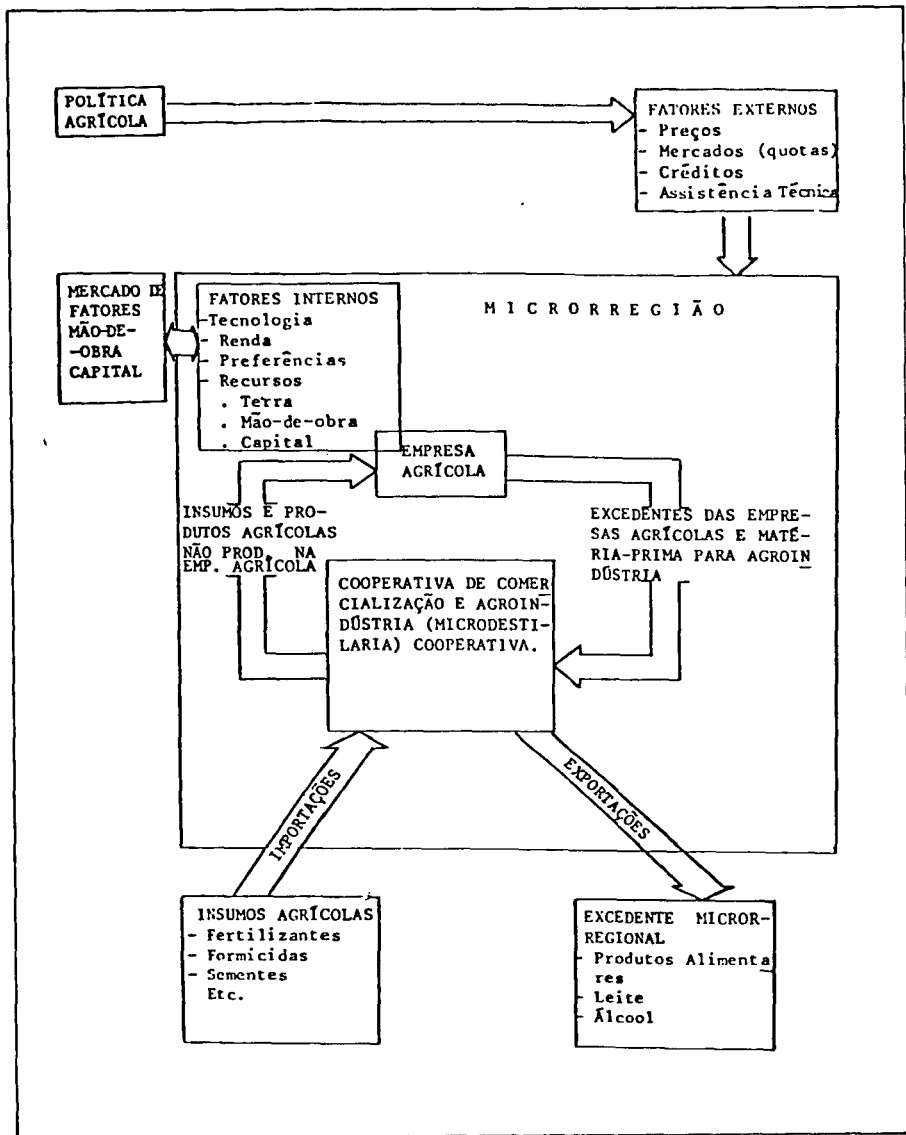 POLÍTICA
AGRÍCOLA
FATORES EXTERNOS
- Preços
- Mercados (quotas)
- Créditos
- Assistência Técnica
MERCADO DE
FATORES
MÃO-DE-
-OBRA
CAPITAL
FATORES INTERNOS
-Tecnologia
- Renda
- Preferências
- Recursos
. Terra
. Mão-de-obra
. Capital
MICRORREGIÃO
EMPRESA
AGRÍCOLA
INSUMOS E PRO-
DUTOS AGRÍCOLAS
NÃO PROD. NA
EMP. AGRÍCOLA
EXCEDENTES DAS EMPRE-
SAS AGRÍCOLAS E MATÉ-
RIA-PRIMA PARA AGROIN
DÚSTRIA
COOPERATIVA DE COMER
CIALIZAÇÃO E AGROIN-
DÚSTRIA (MICRODESTI-
LARIA) COOPERATIVA.
IMPORTAÇÕES
EXPORTAÇÕES
INSUMOS AGRÍCOLAS
- Fertilizantes
- Formicidas
- Sementes
Etc.
EXCEDENTE MICROR-
REGIONAL
- Produtos Alimenta
res
- Leite
- Álcool